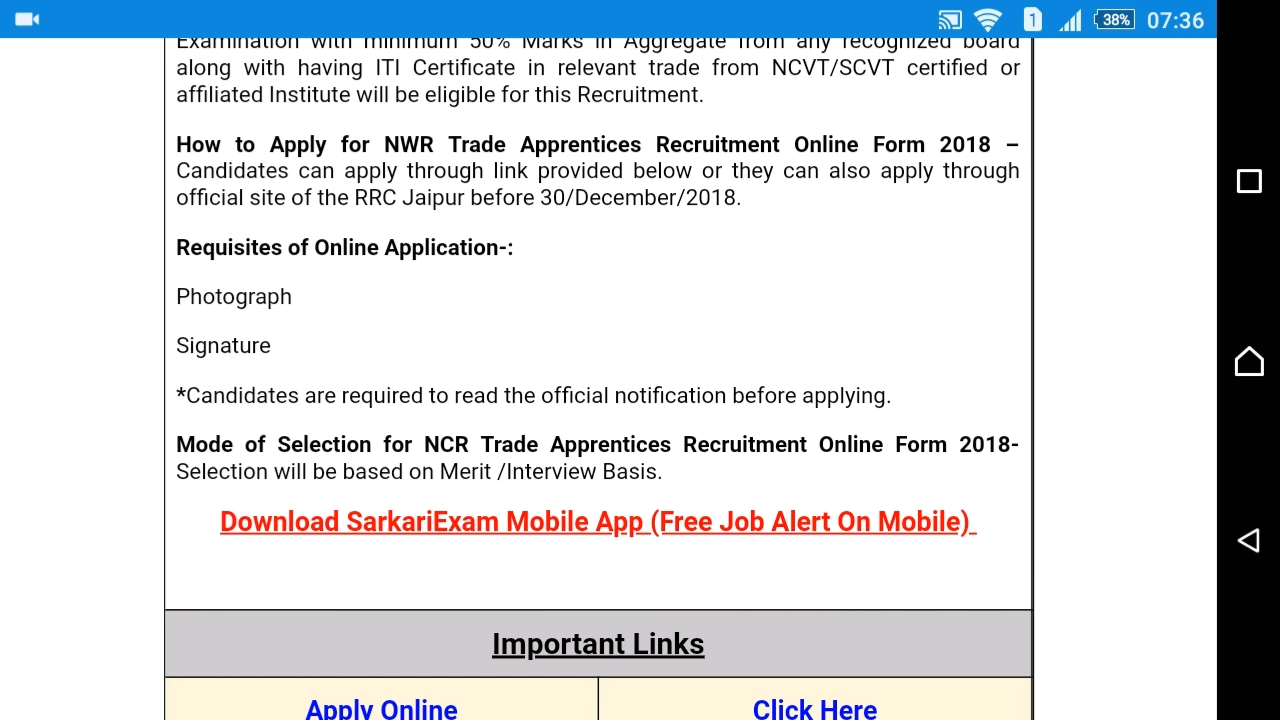 1 38% 07:36
Examination with minimum 50% Marks in Aggregate from any recognized board
along with having ITI Certificate in relevant trade from NCVT/SCVT certified or
affiliated Institute will be eligible for this Recruitment.
How to Apply for NWR Trade Apprentices Recruitment Online Form 2018 –
Candidates can apply through link provided below or they can also apply through
official site of the RRC Jaipur before 30/December/2018.
Requisites of Online Application-:
Photograph
Signature
*Candidates are required to read the official notification before applying.
Mode of Selection for NCR Trade Apprentices Recruitment Online Form 2018-
Selection will be based on Merit /Interview Basis.
Download SarkariExam Mobile App (Free Job Alert On Mobile)
Important Links
Apply Online Click Here